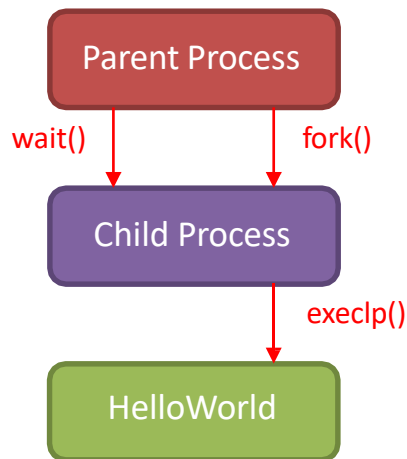 Parent Process
wait()
fork()
Child Process
execlp()
HelloWorld